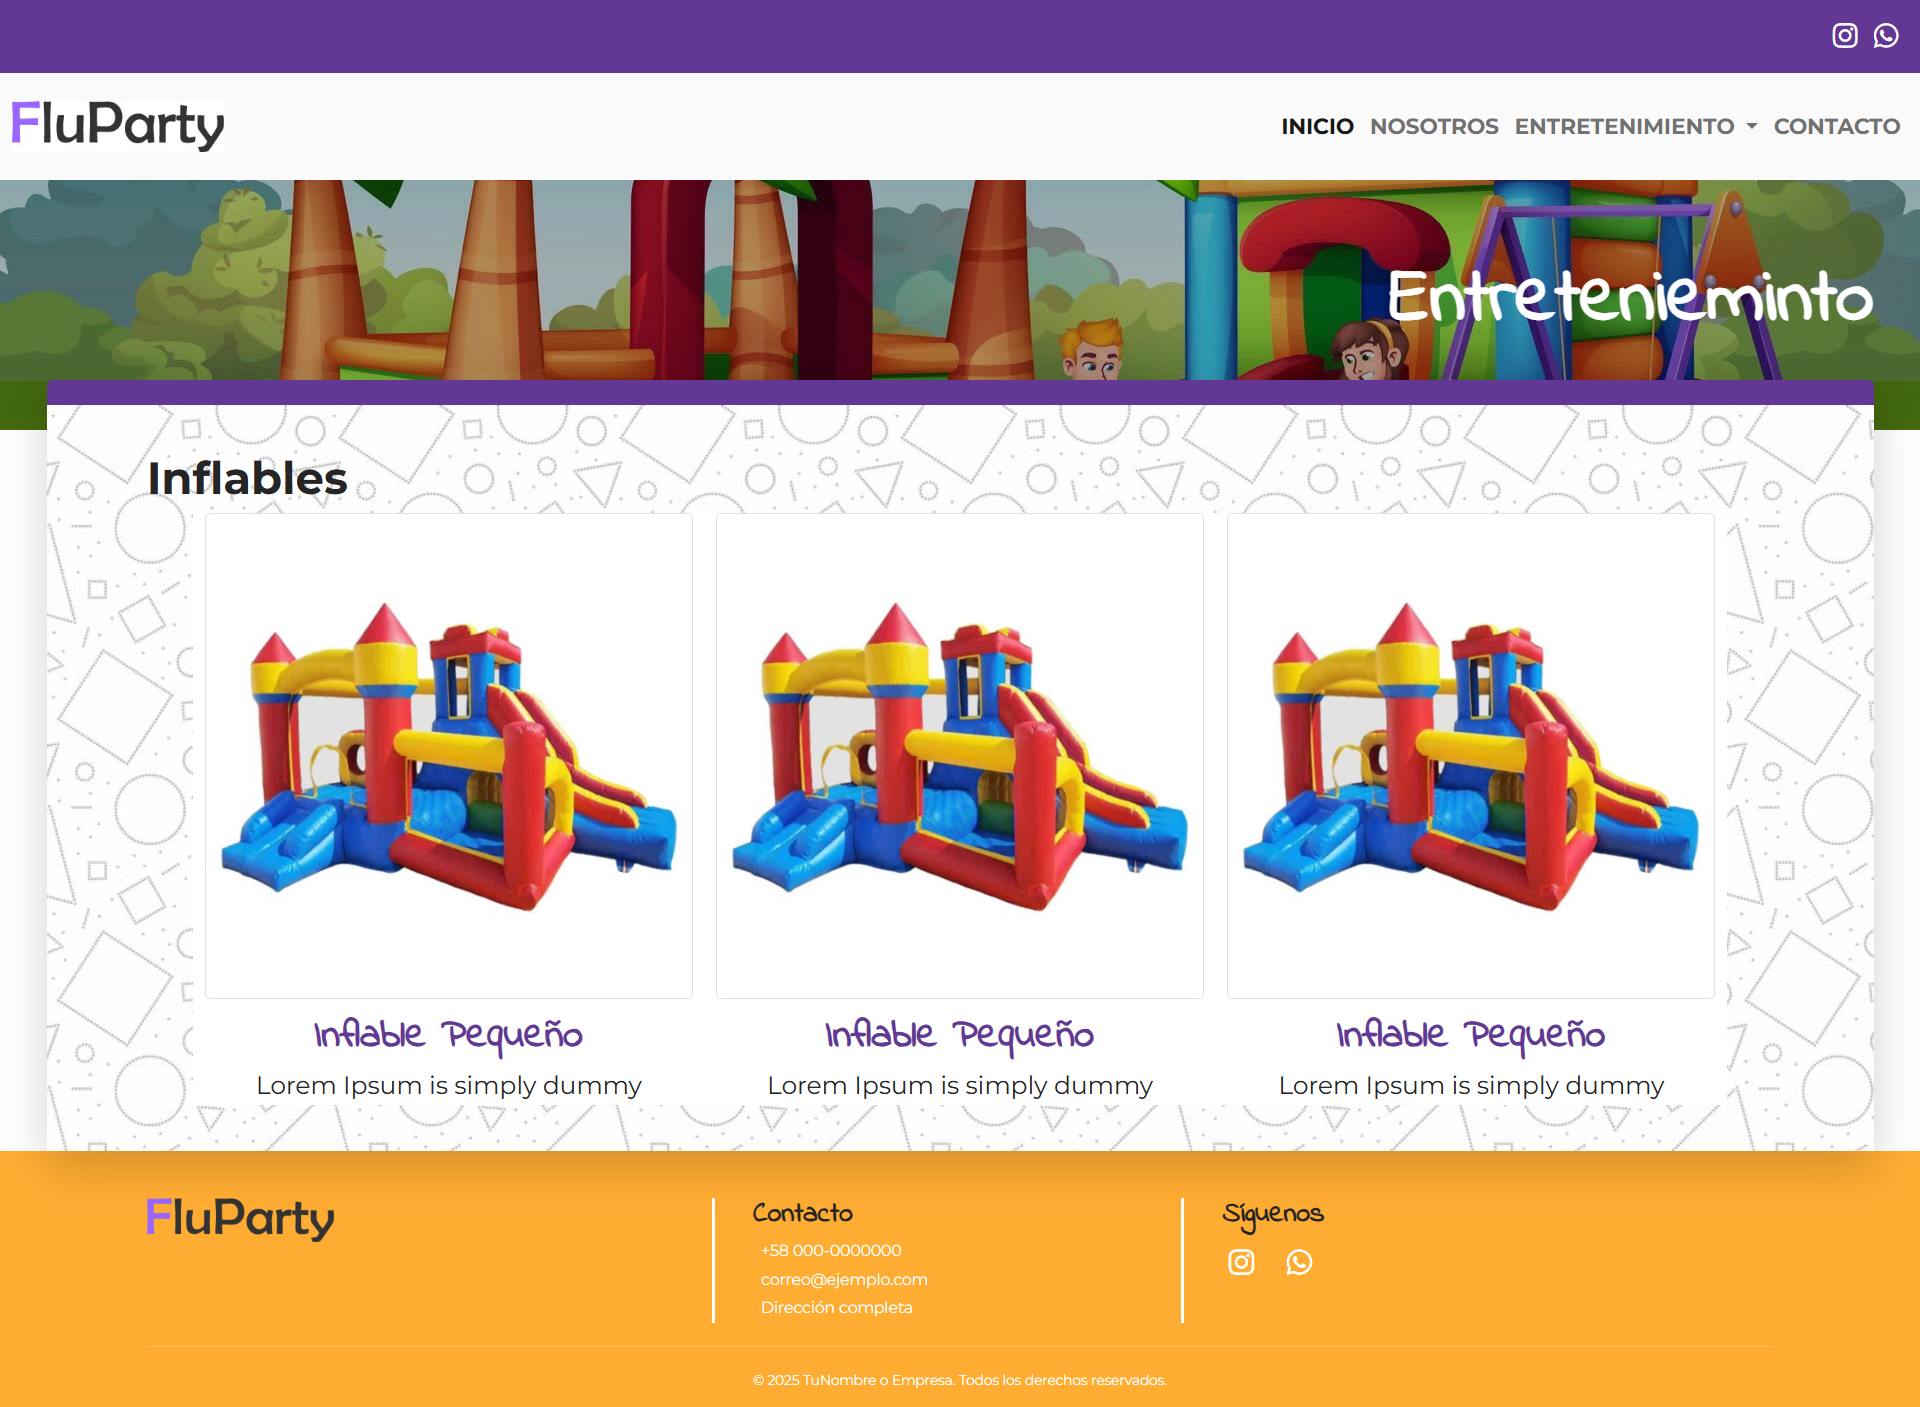 FluParty
INICIO NOSOTROS ENTRETENIMIENTO CONTACTO
Entretenieminto
Inflables
Inflable Pequeño Inflable Pequeño Inflable Pequeño
Lorem Ipsum is simply dummy Lorem Ipsum is simply dummy Lorem Ipsum is simply dummy
FluParty
Contacto
+58 000-0000000
correo@ejemplo.com
Dirección completa
Síguenos
© 2025 TuNombre o Empresa. Todos los derechos reservados.